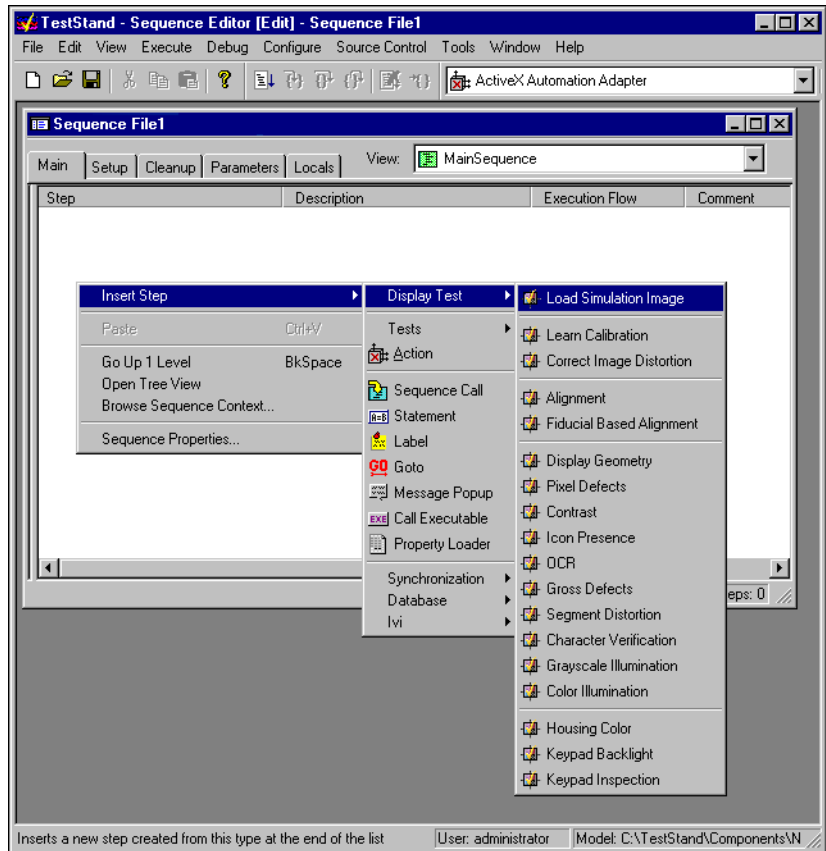 TestStand - Sequence Editor [Edit] - Sequence File1
File Edit View Execute Debug Configure Source Control Tools Window Help
ActiveX Automation Adapter
Sequence File1
Main Setup Cleanup Parameters Locals View: MainSequence
Step Description Execution Flow Comment
Insert Step
Paste Ctrl+V
Go Up 1 Level BkSpace
Open Tree View
Browse Sequence Context...
Sequence Properties...
Display Test
Tests
Action
Sequence Call
A=B Statement
Label
GO Goto
Message Popup
EXE Call Executable
Property Loader
Synchronization
Database
Ivi
Load Simulation Image
Learn Calibration
Correct Image Distortion
Alignment
Fiducial Based Alignment
Display Geometry
Pixel Defects
Contrast
Icon Presence
OCR
Gross Defects
Segment Distortion
Character Verification
Grayscale Illumination
Color Illumination
Housing Color
Keypad Backlight
Keypad Inspection
eps: 0
Inserts a new step created from this type at the end of the list User: administrator Model: C:\TestStand\Components\N